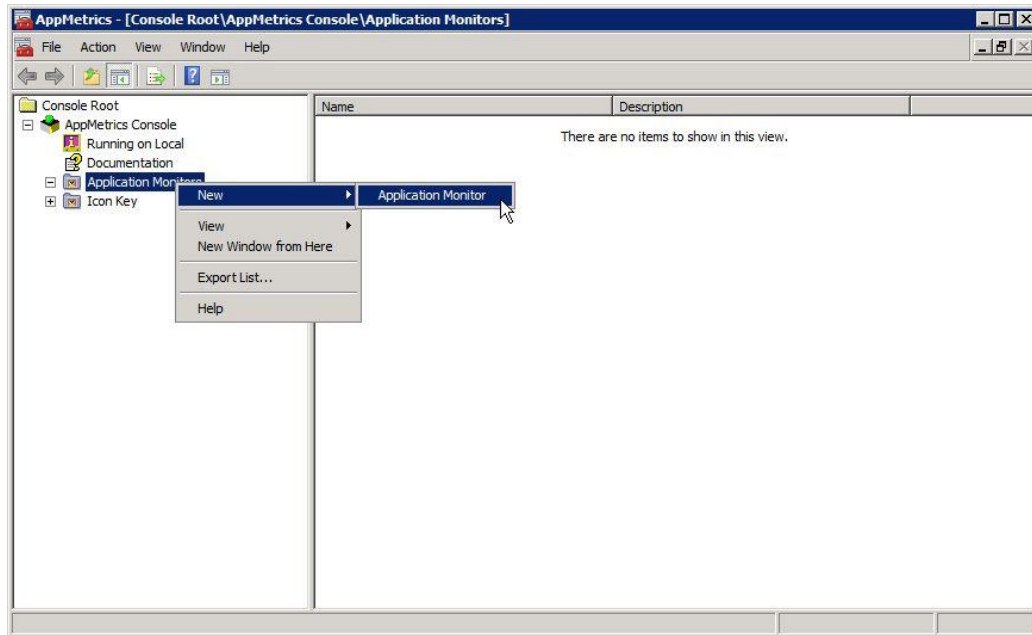 AppMetrics - [Console Root\AppMetrics Console\Application Monitors]
File Action View Window Help
Console Root
AppMetrics Console
Running on Local
Documentation
Application Monitors
Icon Key
Name Description
There are no items to show in this view.
New
View
New Window from Here
Export List...
Help
Application Monitor